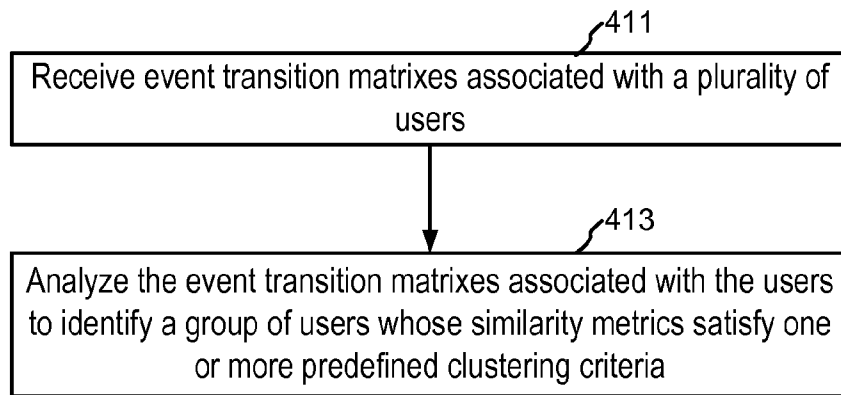 411
Receive event transition matrixes associated with a plurality of
users
413
Analyze the event transition matrixes associated with the users
to identify a group of users whose similarity metrics satisfy one
or more predefined clustering criteria